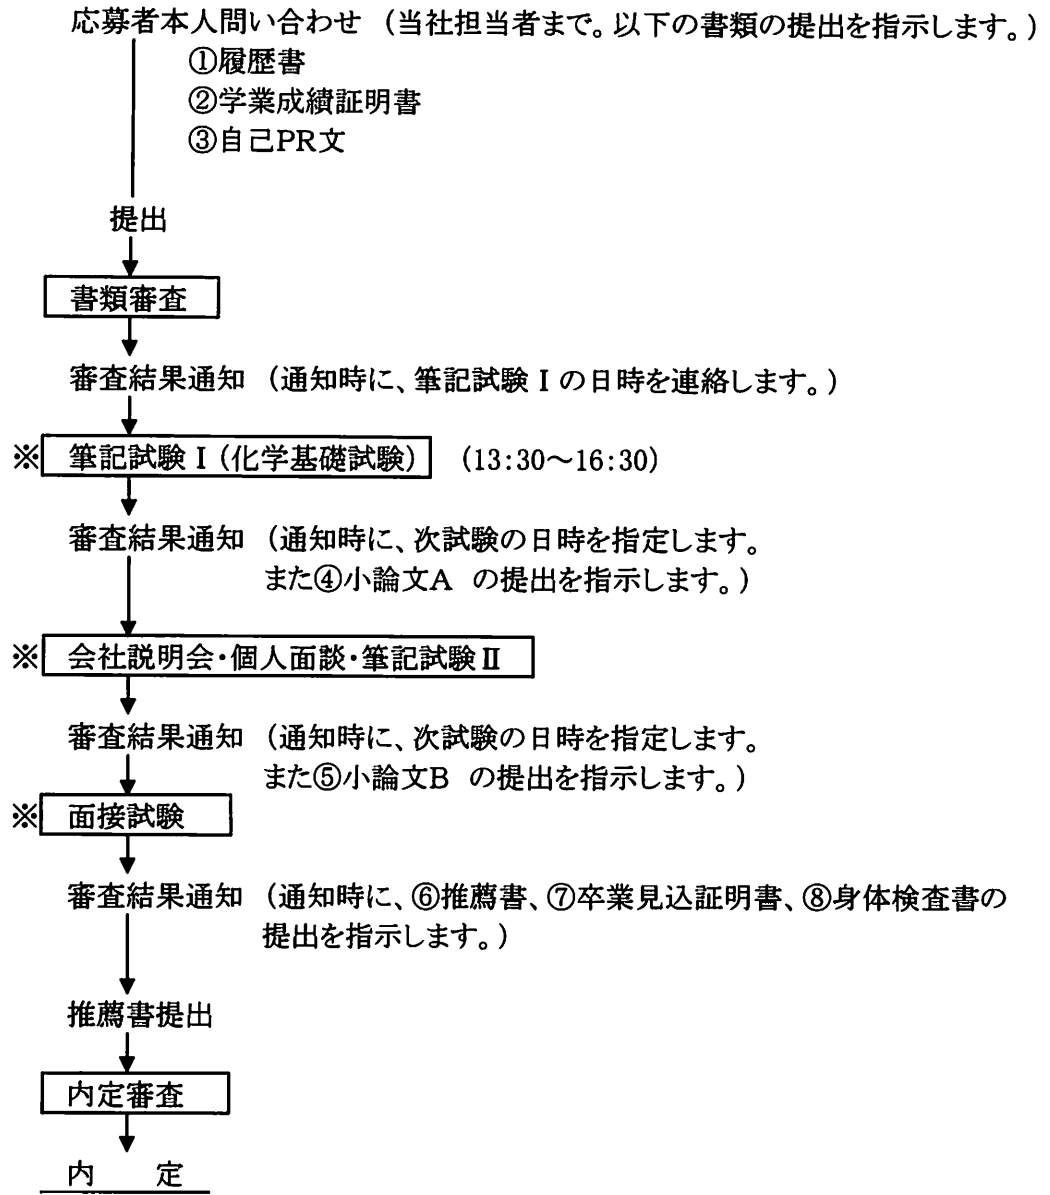 応募者本人問い合わせ （当社担当者まで。以下の書類の提出を指示します。）
①履歴書
②学業成績証明書
③自己PR文
提出
書類審査
審査結果通知 （通知時に、筆記試験Ⅰの日時を連絡します。）
※ 筆記試験Ⅰ（化学基礎試験） （13:30～16:30）
審査結果通知 （通知時に、次試験の日時を指定します。
また④小論文A の提出を指示します。）
※ 会社説明会・個人面談・筆記試験Ⅱ
審査結果通知 （通知時に、次試験の日時を指定します。
また⑤小論文B の提出を指示します。）
※ 面接試験
審査結果通知 （通知時に、⑥推薦書、⑦卒業見込証明書、⑧身体検査書の
提出を指示します。）
推薦書提出
内定審査
内　　定